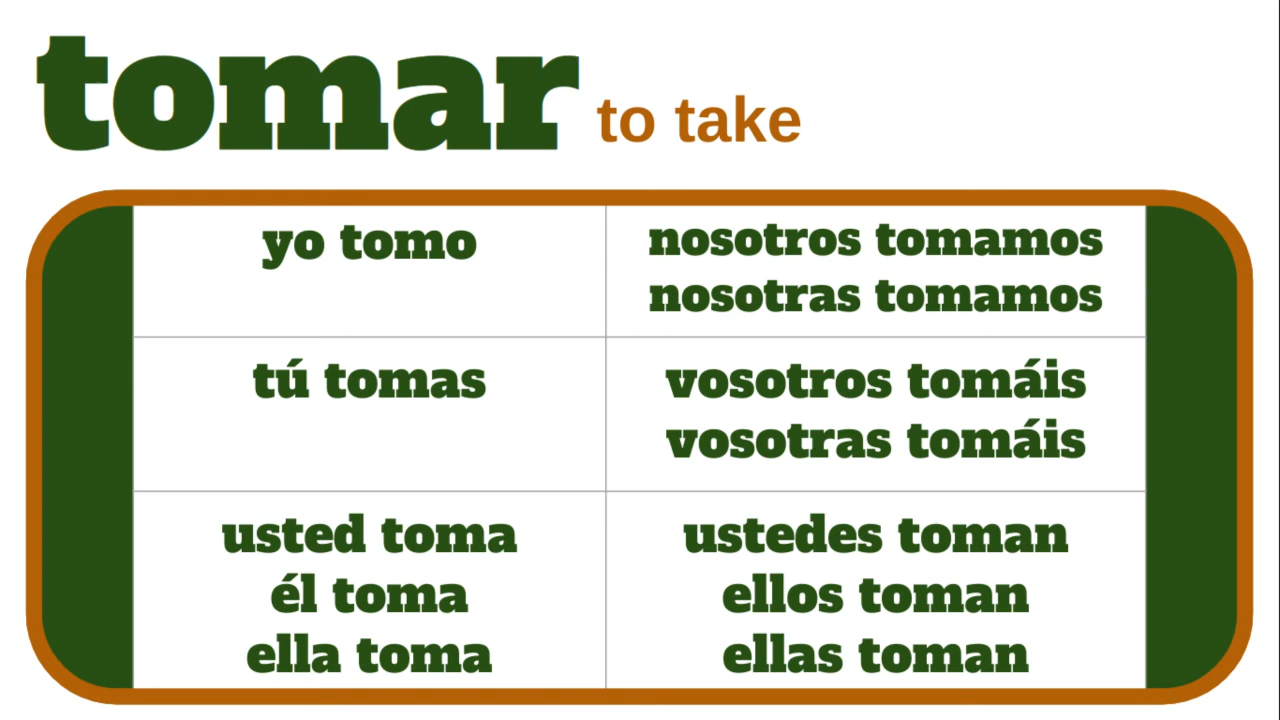 tomar to take
yo tomo
nosotros tomamos
nosotras tomamos
tú tomas
vosotros tomáis
vosotras tomáis
usted toma
él toma
ella toma
ustedes toman
ellos toman
ellas toman